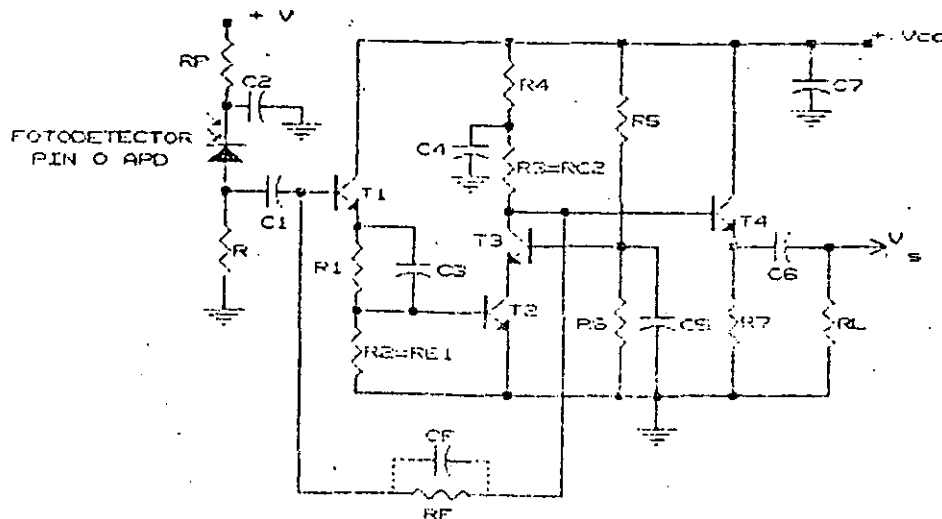 + V
+ Vcc
RP
C2
R4
C7
R5
FOTODETECTOR
PIN O APD
C4
R3=RC2
C1
T1
T4
T3
V
s
R
R1
C3
C6
T2
R6
C5
R7
RL
R2=RE1
CF
RF